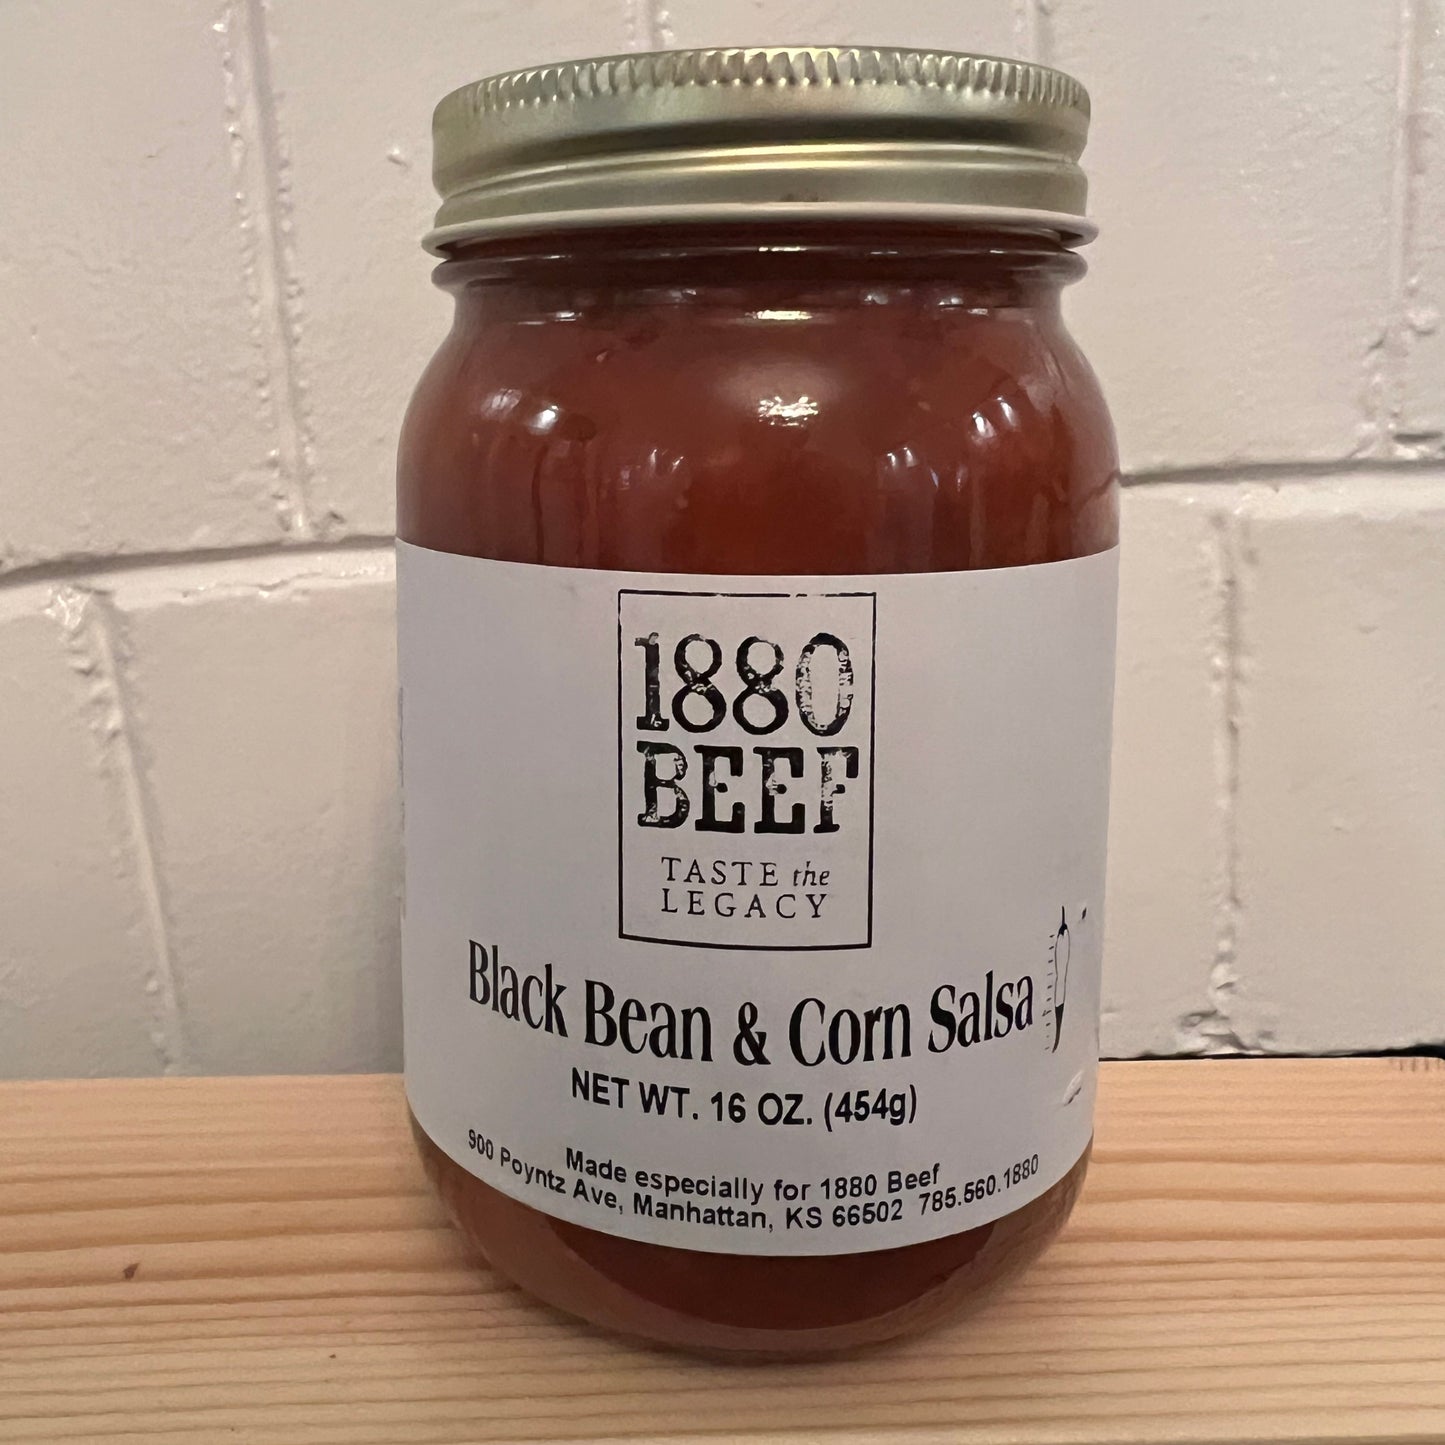 1880
BEEF
TASTE the
LEGACY
Black Bean & Corn Salsa
NET WT. 16 OZ. (454g)
Made especially for 1880 Beef
900 Poyntz Ave, Manhattan, KS 66502 785.560.1880